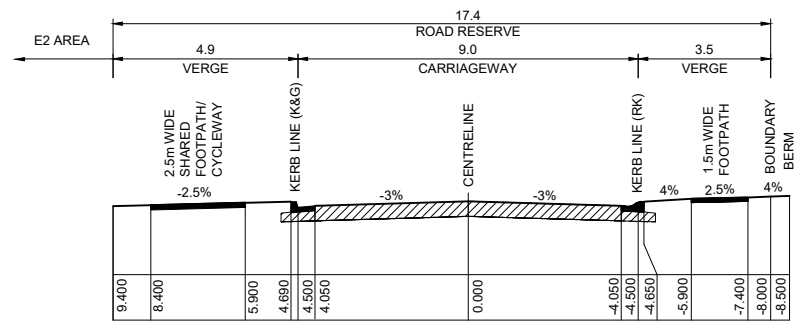 17.4
ROAD RESERVE
E2 AREA
4.9
VERGE
9.0
CARRIAGEWAY
3.5
VERGE
2.5m WIDE
SHARED
FOOTPATH/
CYCLEWAY
KERB LINE (K&G)
CENTRELINE
KERB LINE (RK)
1.5m WIDE
FOOTPATH
BOUNDARY
BERM
-2.5%
-3%
-3%
4%
2.5%
4%
9.400
8.400
5.900
4.690
4.500
4.050
0.000
-4.050
-4.500
-4.650
-5.900
-7.400
-8.000
-8.500